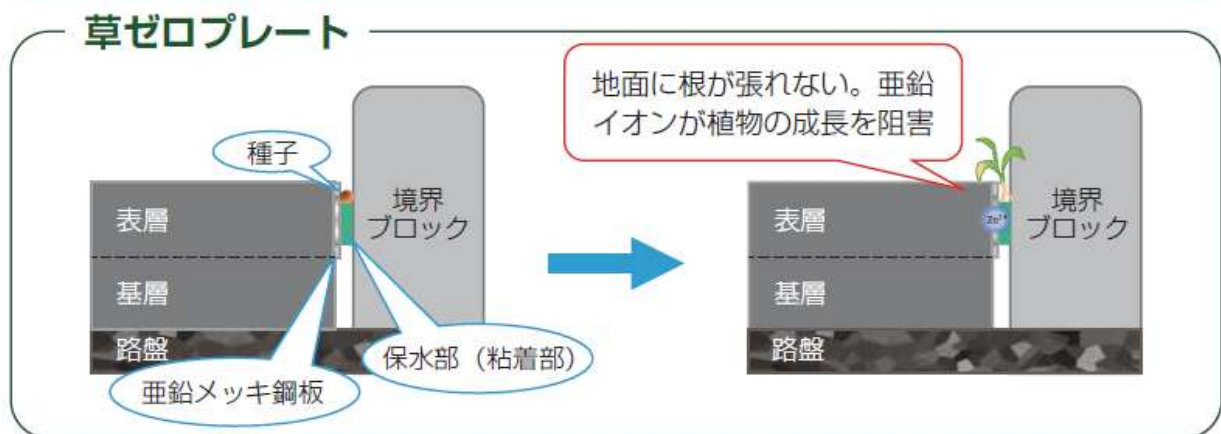 草ゼロプレート
種子
表層
基層
路盤
境界
ブロック
保水部（粘着部）
亜鉛メッキ鋼板
地面に根が張れない。亜鉛
イオンが植物の成長を阻害
表層
基層
路盤
Zn²⁺
境界
ブロック